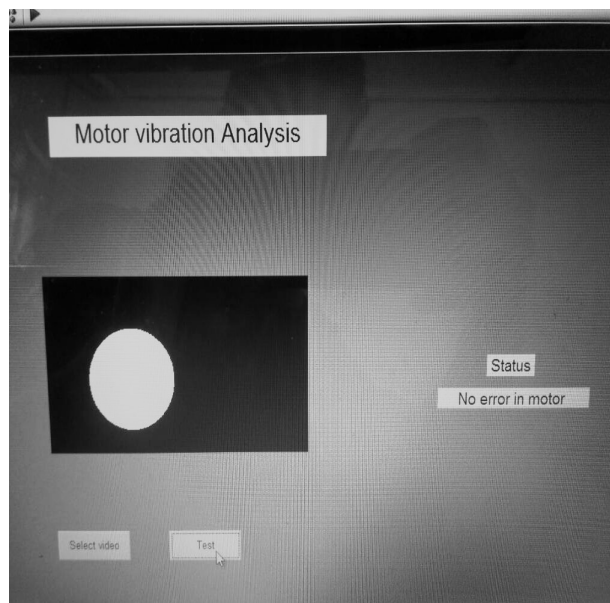 Motor vibration Analysis
Status
No error in motor
Select video
Test